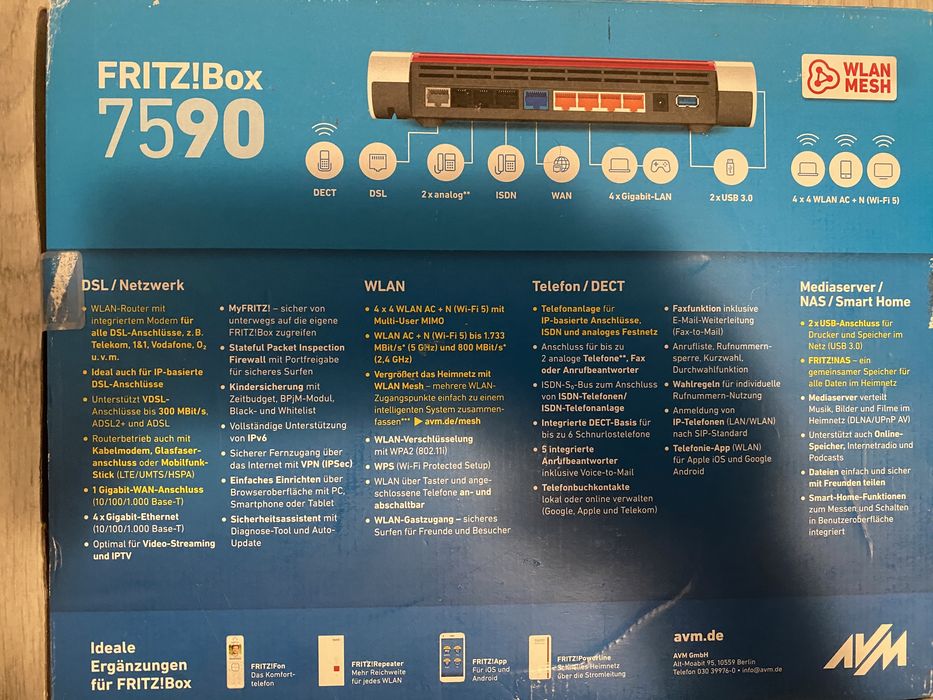 FRITZ!Box
7590
WLAN
MESH
DECT
DSL
2 x analog**
ISDN
WAN
4 x Gigabit-LAN
2 x USB 3.0
4 x 4 WLAN AC + N (Wi-Fi 5)
DSL / Netzwerk
• WLAN-Router mit
integriertem Modem für
alle DSL-Anschlüsse, z. B.
Telekom, 1&1, Vodafone, O₂
u. v. m.
• Ideal auch für IP-basierte
DSL-Anschlüsse
• Unterstützt VDSL-
Anschlüsse bis 300 MBit/s,
ADSL2+ und ADSL
• Routerbetrieb auch mit
Kabelmodem, Glasfaser-
anschluss oder Mobilfunk-
Stick (LTE/UMTS/HSPA)
• 1 Gigabit-WAN-Anschluss
(10/100/1.000 Base-T)
• 4 x Gigabit-Ethernet
(10/100/1.000 Base-T)
• Optimal für Video-Streaming
und IPTV
• MyFRITZ! – sicher von
unterwegs auf die eigene
FRITZ!Box zugreifen
• Stateful Packet Inspection
Firewall mit Portfreigabe
für sicheres Surfen
• Kindersicherung mit
Zeitbudget, BPjM-Modul,
Black- und Whitelist
• Vollständige Unterstützung
von IPv6
• Sicherer Fernzugang über
das Internet mit VPN (IPSec)
• Einfaches Einrichten über
Browseroberfläche mit PC,
Smartphone oder Tablet
• Sicherheitsassistent mit
Diagnose-Tool und Auto-
Update
WLAN
• 4 x 4 WLAN AC + N (Wi-Fi 5) mit
Multi-User MIMO
• WLAN AC + N (Wi-Fi 5) bis 1.733
MBit/s* (5 GHz) und 800 MBit/s*
(2,4 GHz)
• Vergrößert das Heimnetz mit
WLAN Mesh – mehrere WLAN-
Zugangspunkte einfach zu einem
intelligenten System zusammen-
fassen*** ▶ avm.de/mesh
• WLAN-Verschlüsselung
mit WPA2 (802.11i)
• WPS (Wi-Fi Protected Setup)
• WLAN über Taster und ange-
schlossene Telefone an- und
abschaltbar
• WLAN-Gastzugang – sicheres
Surfen für Freunde und Besucher
Telefon / DECT
• Telefonanlage für
IP-basierte Anschlüsse,
ISDN und analoges Festnetz
• Anschluss für bis zu
2 analoge Telefone**, Fax
oder Anrufbeantworter
• ISDN-S₀-Bus zum Anschluss
von ISDN-Telefonen/
ISDN-Telefonanlage
• Integrierte DECT-Basis für
bis zu 6 Schnurlostelefone
• 5 integrierte
Anrufbeantworter
inklusive Voice-to-Mail
• Telefonbuchkontakte
lokal oder online verwalten
(Google, Apple und Telekom)
• Faxfunktion inklusive
E-Mail-Weiterleitung
(Fax-to-Mail)
• Anrufliste, Rufnummern-
sperre, Kurzwahl,
Durchwahlfunktion
• Wahlregeln für individuelle
Rufnummern-Nutzung
• Anmeldung von
IP-Telefonen (LAN/WLAN)
nach SIP-Standard
• Telefonie-App (WLAN)
für Apple iOS und Google
Android
Mediaserver /
NAS / Smart Home
• 2 x USB-Anschluss für
Drucker und Speicher im
Netz (USB 3.0)
• FRITZ!NAS – ein
gemeinsamer Speicher für
alle Daten im Heimnetz
• Mediaserver verteilt
Musik, Bilder und Filme im
Heimnetz (DLNA/UPnP AV)
• Unterstützt auch Online-
Speicher, Internetradio und
Podcasts
• Dateien einfach und sicher
mit Freunden teilen
• Smart-Home-Funktionen
zum Messen und Schalten
in Benutzeroberfläche
integriert
Ideale
Ergänzungen
für FRITZ!Box
FRITZ!Fon
Das Komfort-
telefon
FRITZ!Repeater
Mehr Reichweite
für jedes WLAN
FRITZ!App
Für iOS und
Android
FRITZ!Powerline
Schnelles Heimnetz
über die Stromleitung
avm.de
AVM GmbH
Alt-Moabit 95, 10559 Berlin
Telefon 030 39976-0 • info@avm.de
AVM